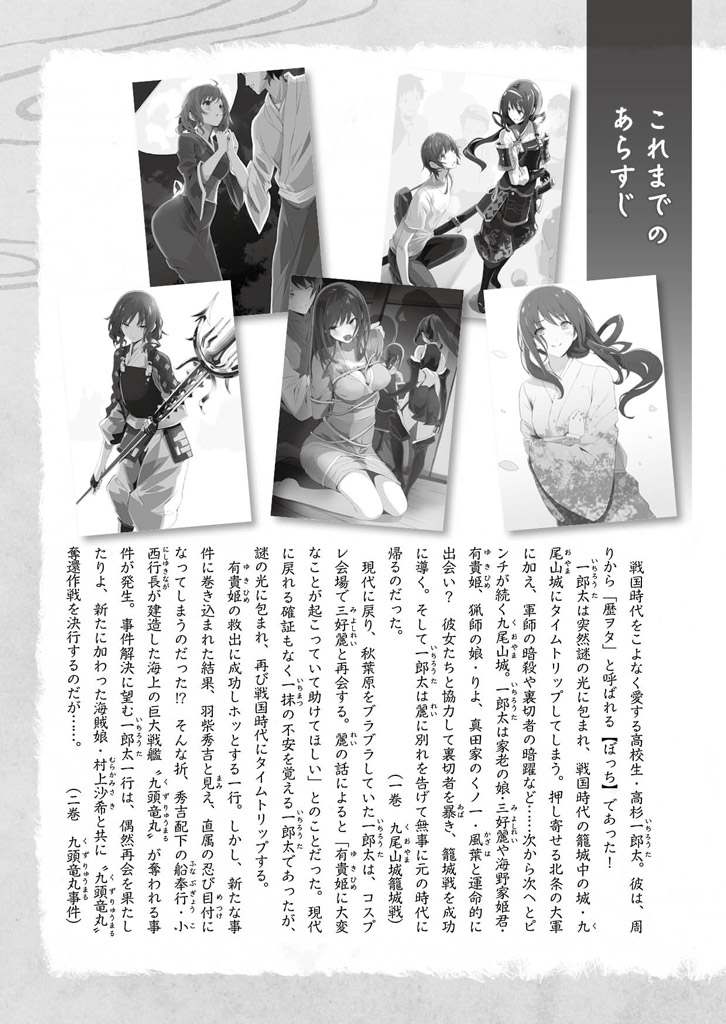 これまでの
あらすじ
戦国時代をこよなく愛する高校生・高杉一郎太。彼は、周
りから「歴ヲタ」と呼ばれる【ぼっち】であった！
一郎太は突然謎の光に包まれ、戦国時代の籠城中の城・九
尾山城にタイムトリップしてしまう。押し寄せる北条の大軍
に加え、軍師の暗殺や裏切者の暗躍など……次から次へとピ
ンチが続く九尾山城。一郎太は家老の娘・三好麗や海野家姫君・
有貴姫、猟師の娘・りよ、真田家のくノ一・風葉と運命的に
出会い？　彼女たちと協力して裏切者を暴き、籠城戦を成功
に導く。そして一郎太は麗に別れを告げて無事に元の時代に
帰るのだった。
（一巻　九尾山城籠城戦）
現代に戻り、秋葉原をブラブラしていた一郎太は、コスプ
レ会場で三好麗と再会する。麗の話によると「有貴姫に大変
なことが起こっていて助けてほしい」とのことだった。現代
に戻れる確証もなく一抹の不安を覚える一郎太であったが、
謎の光に包まれ、再び戦国時代にタイムトリップする。
有貴姫の救出に成功しホッとする一行。しかし、新たな事
件に巻き込まれた結果、羽柴秀吉と見え、直属の忍び目付に
なってしまうのだった!?　そんな折、秀吉配下の船奉行・小
西行長が建造した海上の巨大戦艦〝九頭竜丸〟が奪われる事
件が発生。事件解決に望む一郎太一行は、偶然再会を果たし
たりよ、新たに加わった海賊娘・村上沙希と共に〝九頭竜丸〟
奪還作戦を決行するのだが……。
（二巻　九頭竜丸事件）